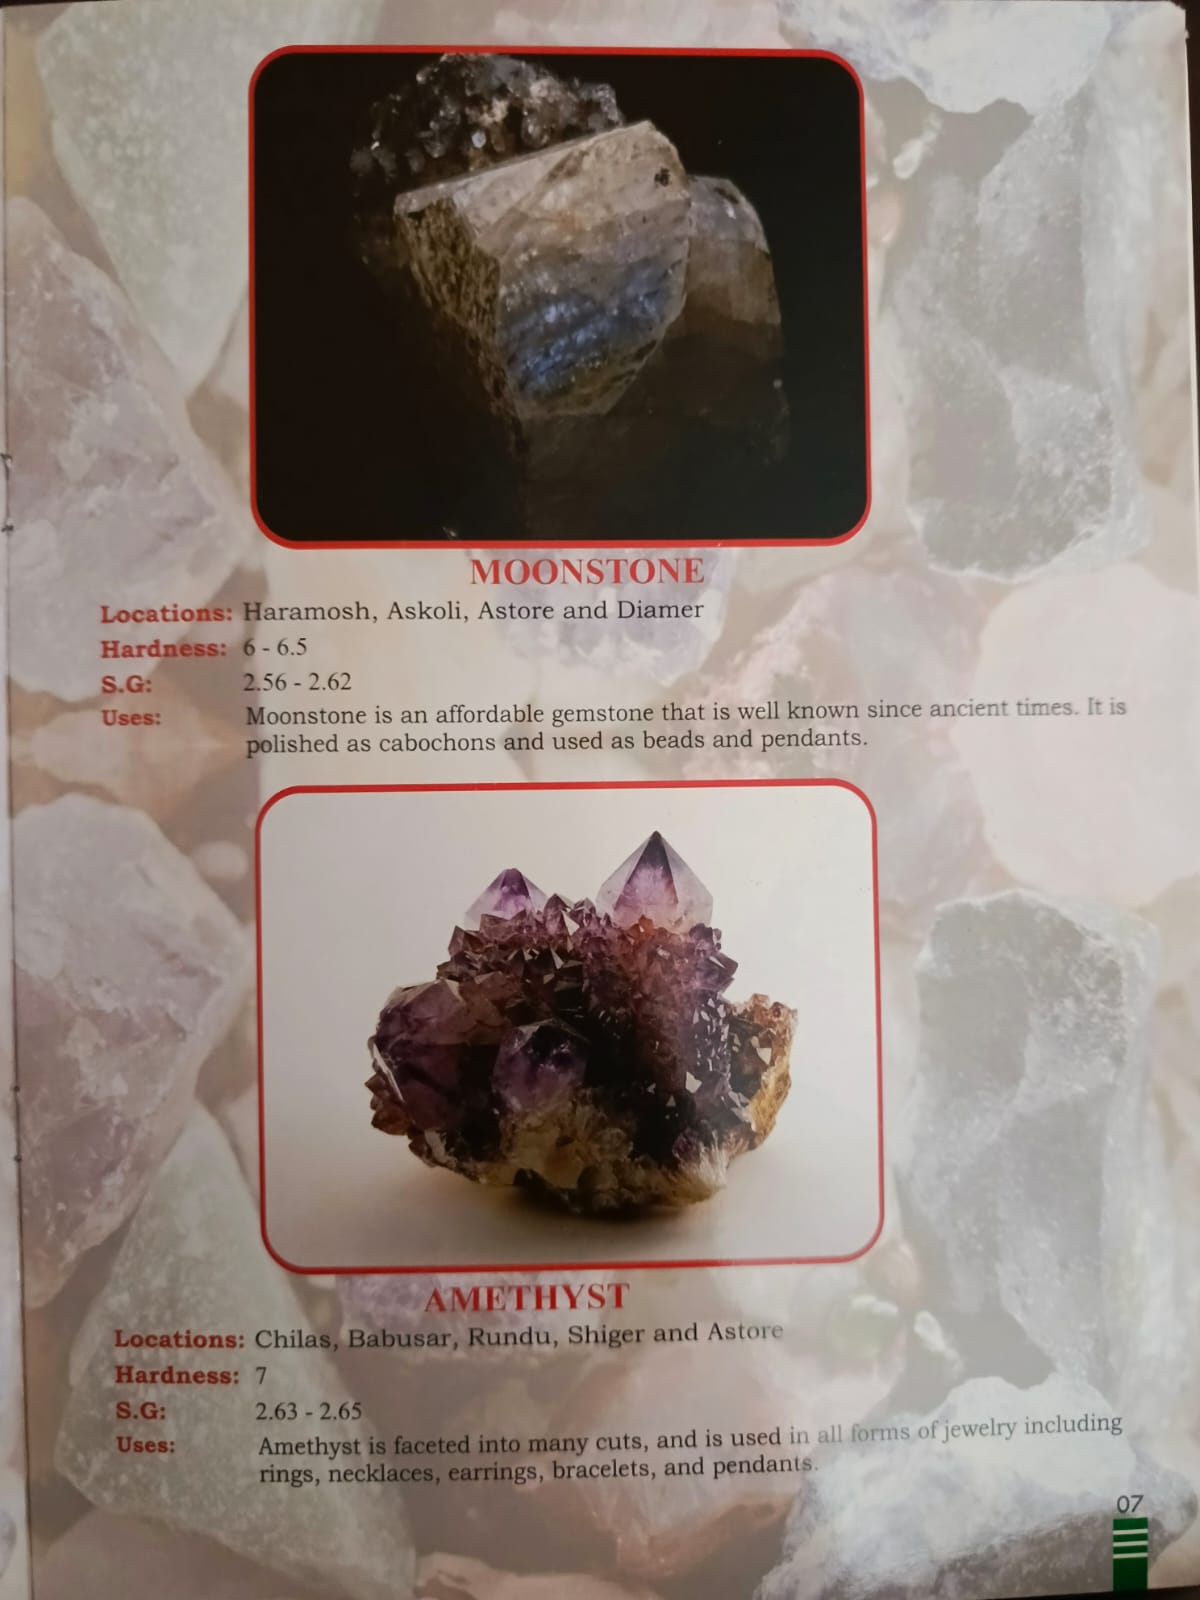 MOONSTONE
Locations: Haramosh, Askoli, Astore and Diamer
Hardness: 6 - 6.5
S.G: 2.56 - 2.62
Uses: Moonstone is an affordable gemstone that is well known since ancient times. It is
polished as cabochons and used as beads and pendants.
AMETHYST
Locations: Chilas, Babusar, Rundu, Shiger and Astore
Hardness: 7
S.G: 2.63 - 2.65
Uses: Amethyst is faceted into many cuts, and is used in all forms of jewelry including
rings, necklaces, earrings, bracelets, and pendants.
07